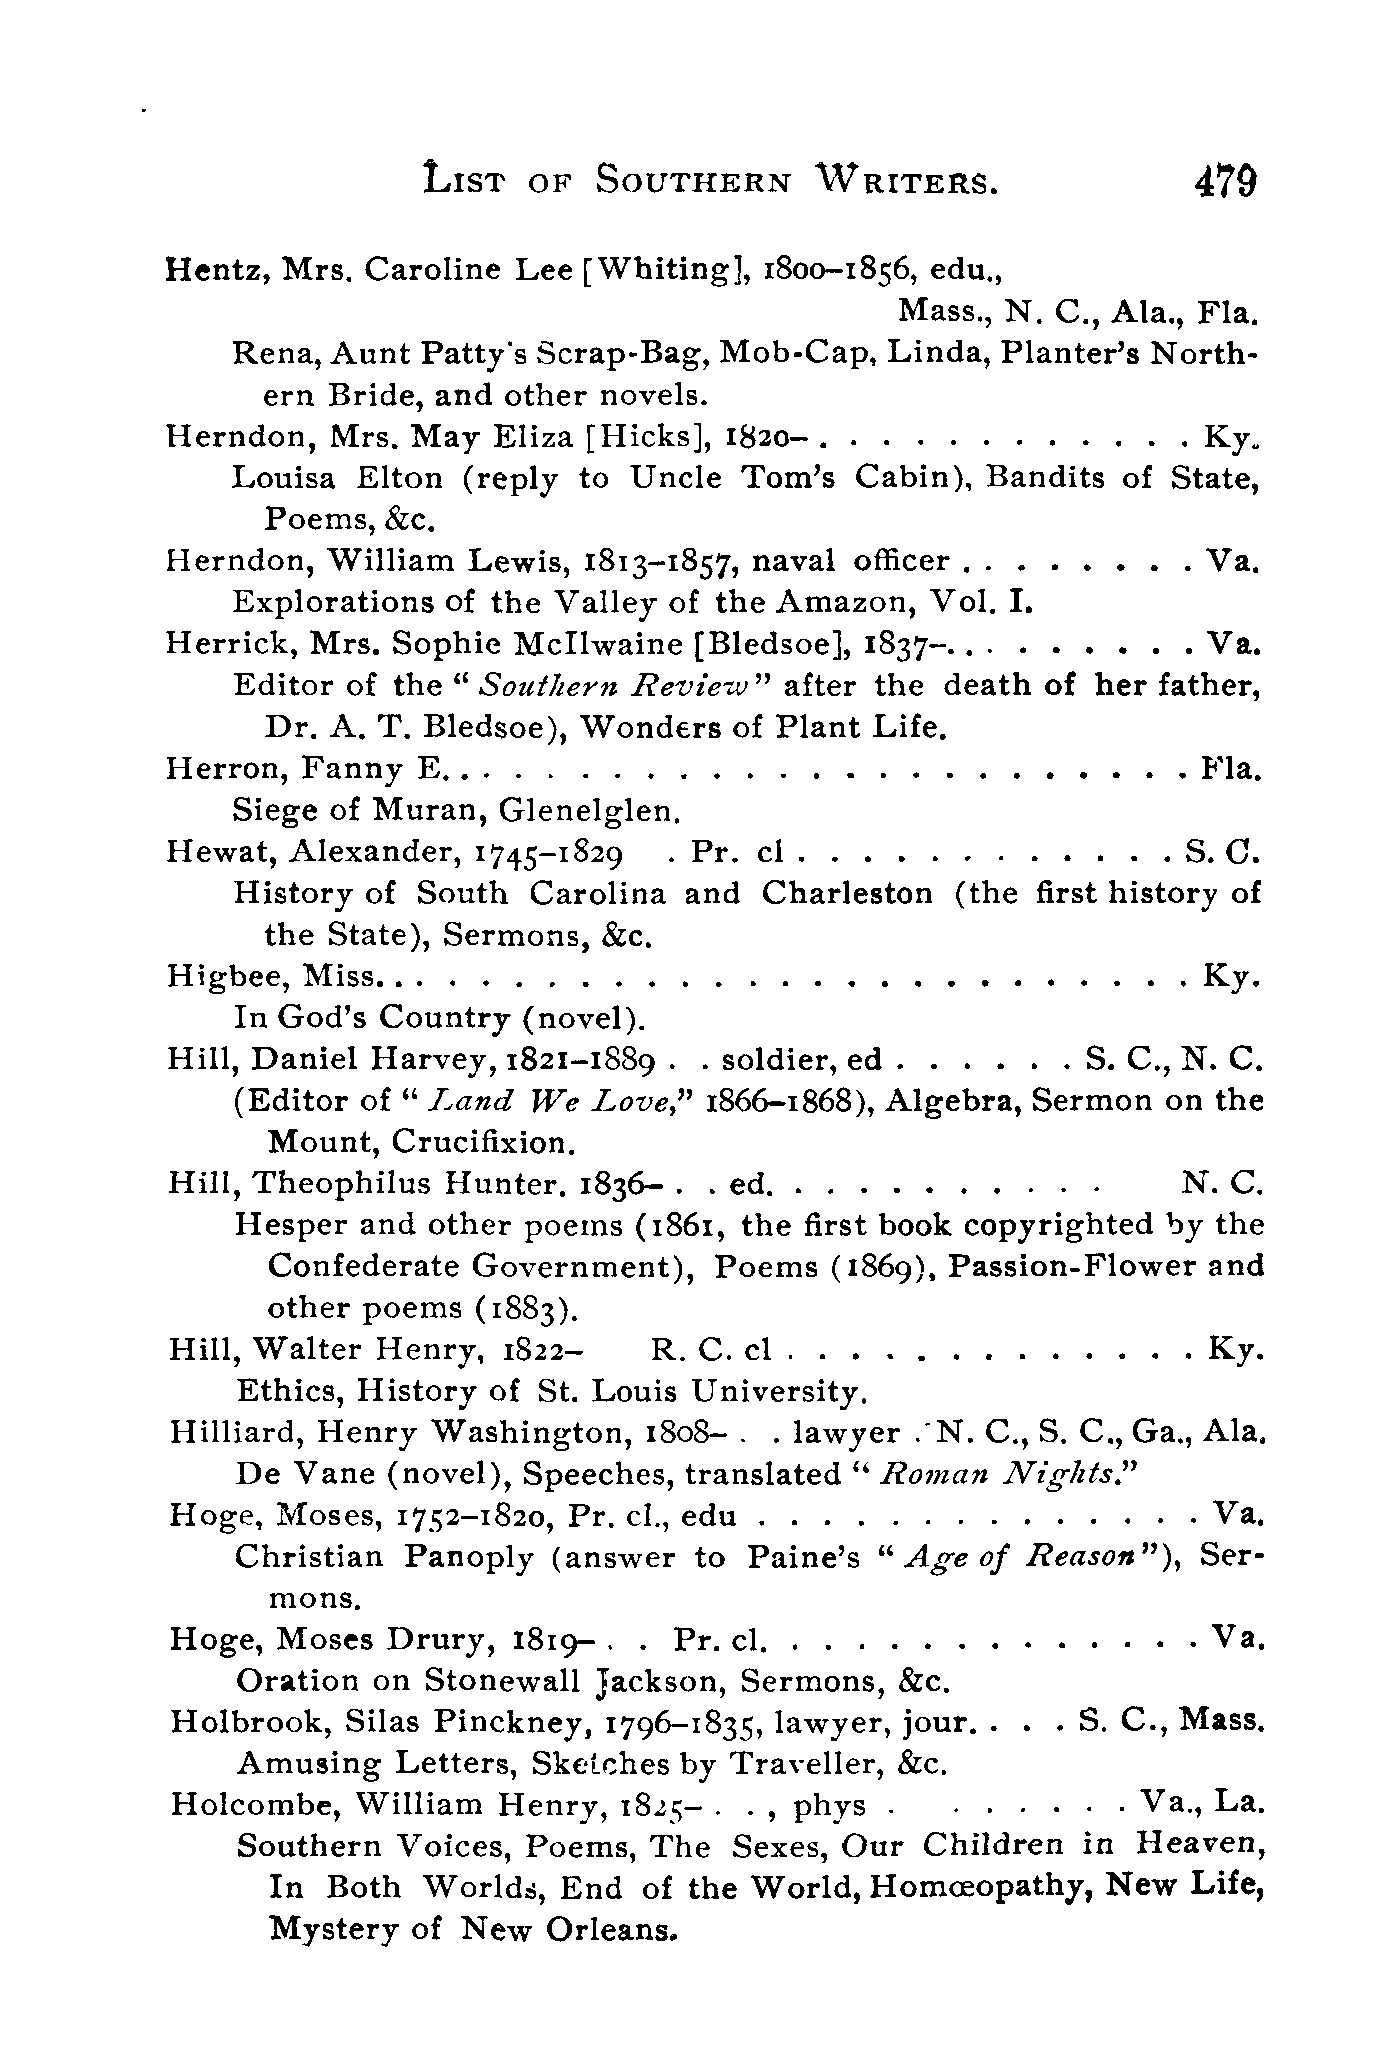 LIST OF SOUTHERN WRITERS. 479
Hentz, Mrs. Caroline Lee [Whiting], 1800–1856, edu.,
Mass., N. C., Ala., Fla.
Rena, Aunt Patty's Scrap-Bag, Mob-Cap, Linda, Planter's North-
ern Bride, and other novels.
Herndon, Mrs. May Eliza [Hicks], 1820– . . . . . . . . . . . . Ky.
Louisa Elton (reply to Uncle Tom's Cabin), Bandits of State,
Poems, &c.
Herndon, William Lewis, 1813–1857, naval officer . . . . . . . . Va.
Explorations of the Valley of the Amazon, Vol. I.
Herrick, Mrs. Sophie McIlwaine [Bledsoe], 1837–. . . . . . . . . Va.
Editor of the "Southern Review" after the death of her father,
Dr. A. T. Bledsoe), Wonders of Plant Life.
Herron, Fanny E. . . . . . . . . . . . . . . . . . . . . . . . Fla.
Siege of Muran, Glenelglen.
Hewat, Alexander, 1745–1829 . Pr. cl . . . . . . . . . . . . S. C.
History of South Carolina and Charleston (the first history of
the State), Sermons, &c.
Higbee, Miss. . . . . . . . . . . . . . . . . . . . . . . . . . Ky.
In God's Country (novel).
Hill, Daniel Harvey, 1821–1889 . . soldier, ed . . . . . . S. C., N. C.
(Editor of "Land We Love," 1866–1868), Algebra, Sermon on the
Mount, Crucifixion.
Hill, Theophilus Hunter. 1836– . . ed. . . . . . . . . . . . N. C.
Hesper and other poems (1861, the first book copyrighted by the
Confederate Government), Poems (1869), Passion-Flower and
other poems (1883).
Hill, Walter Henry, 1822– R. C. cl . . . . . . . . . . . . . Ky.
Ethics, History of St. Louis University.
Hilliard, Henry Washington, 1808– . . lawyer . N. C., S. C., Ga., Ala.
De Vane (novel), Speeches, translated "Roman Nights."
Hoge, Moses, 1752–1820, Pr. cl., edu . . . . . . . . . . . . . . Va.
Christian Panoply (answer to Paine's "Age of Reason"), Ser-
mons.
Hoge, Moses Drury, 1819– . . Pr. cl. . . . . . . . . . . . . . . Va.
Oration on Stonewall Jackson, Sermons, &c.
Holbrook, Silas Pinckney, 1796–1835, lawyer, jour. . . . S. C., Mass.
Amusing Letters, Sketches by Traveller, &c.
Holcombe, William Henry, 1825– . . , phys . . . . . . . Va., La.
Southern Voices, Poems, The Sexes, Our Children in Heaven,
In Both Worlds, End of the World, Homœopathy, New Life,
Mystery of New Orleans.